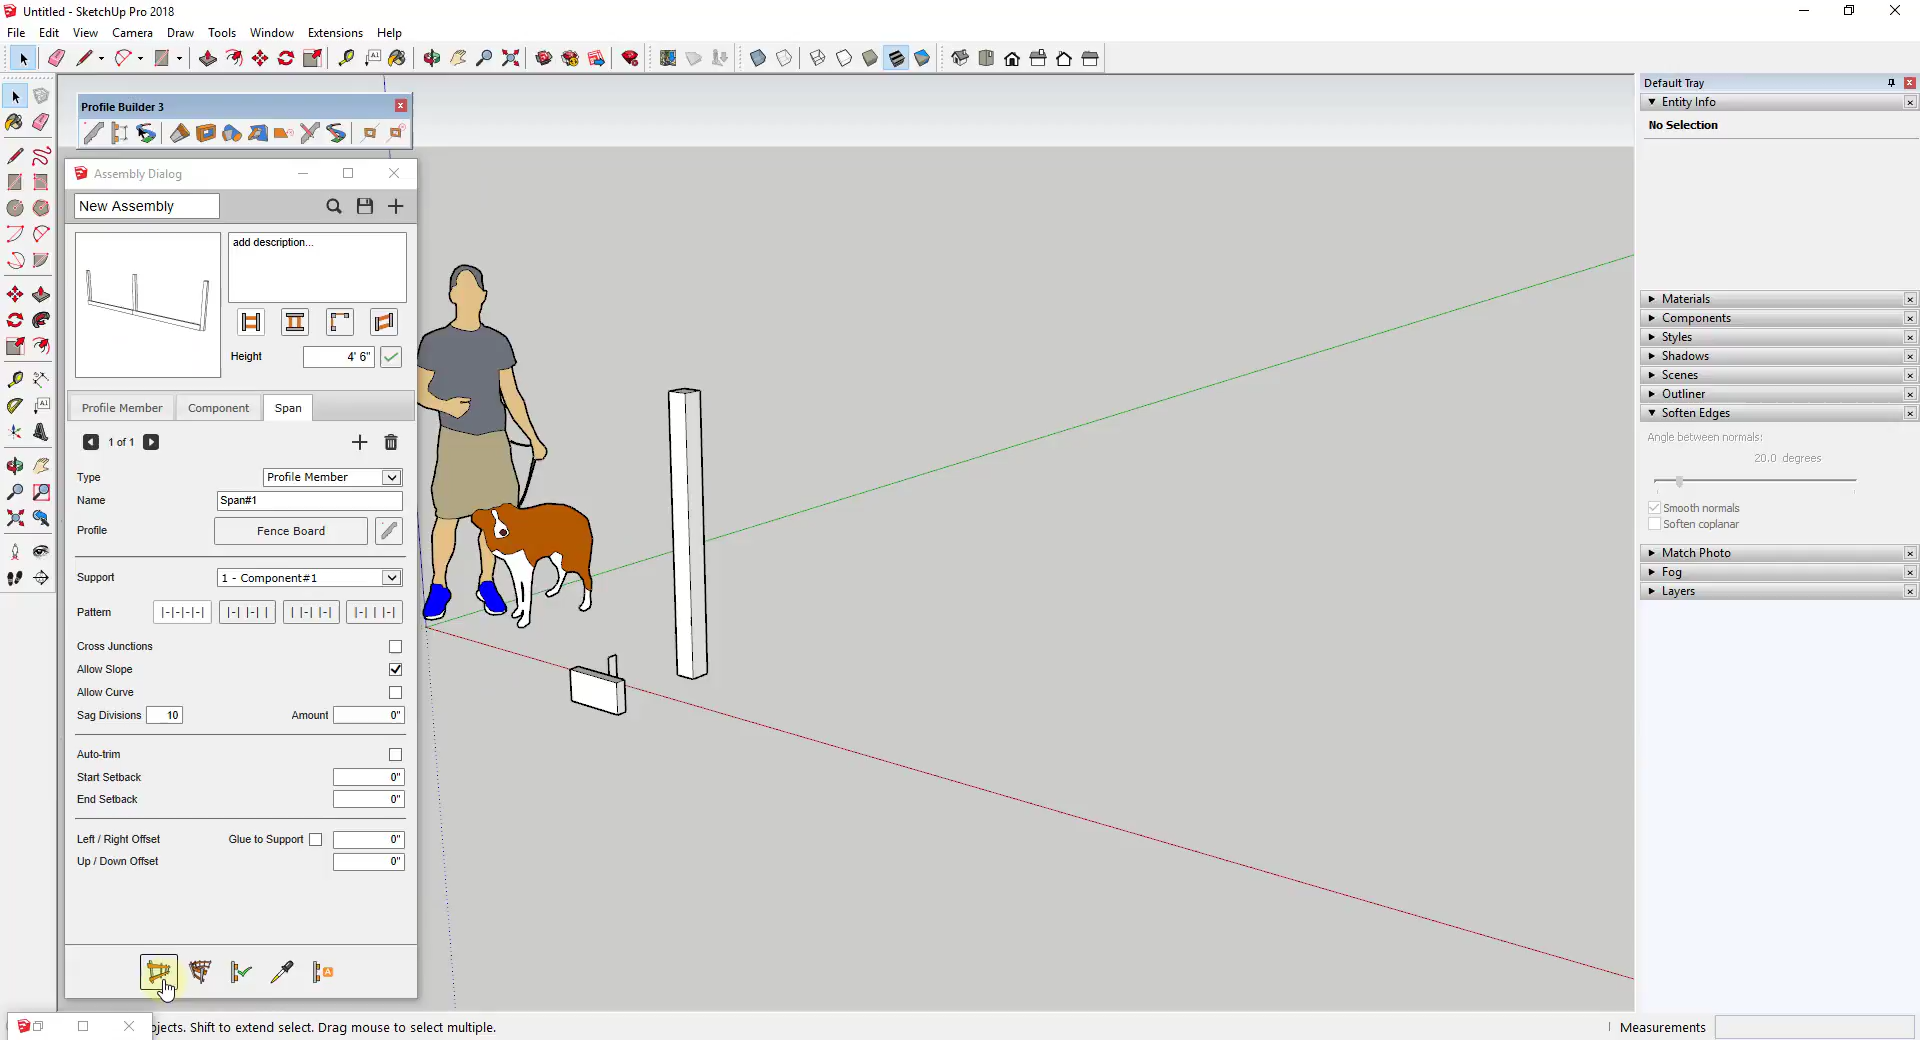 Untitled - SketchUp Pro 2018
File Edit View Camera Draw Tools Window Extensions Help
Profile Builder 3
Assembly Dialog
New Assembly
add description...
Height 4' 6"
Profile Member Component Span
1 of 1
Type Profile Member
Name Span#1
Profile Fence Board
Support 1 - Component#1
Pattern |-|-|-|-| |-| |-| | | |-| |-| |-| | |-|
Cross Junctions
Allow Slope
Allow Curve
Sag Divisions 10 Amount 0"
Auto-trim
Start Setback 0"
End Setback 0"
Left / Right Offset Glue to Support 0"
Up / Down Offset 0"
Default Tray
Entity Info
No Selection
Materials
Components
Styles
Shadows
Scenes
Outliner
Soften Edges
Angle between normals:
20.0 degrees
Smooth normals
Soften coplanar
Match Photo
Fog
Layers
bjects. Shift to extend select. Drag mouse to select multiple.
Measurements